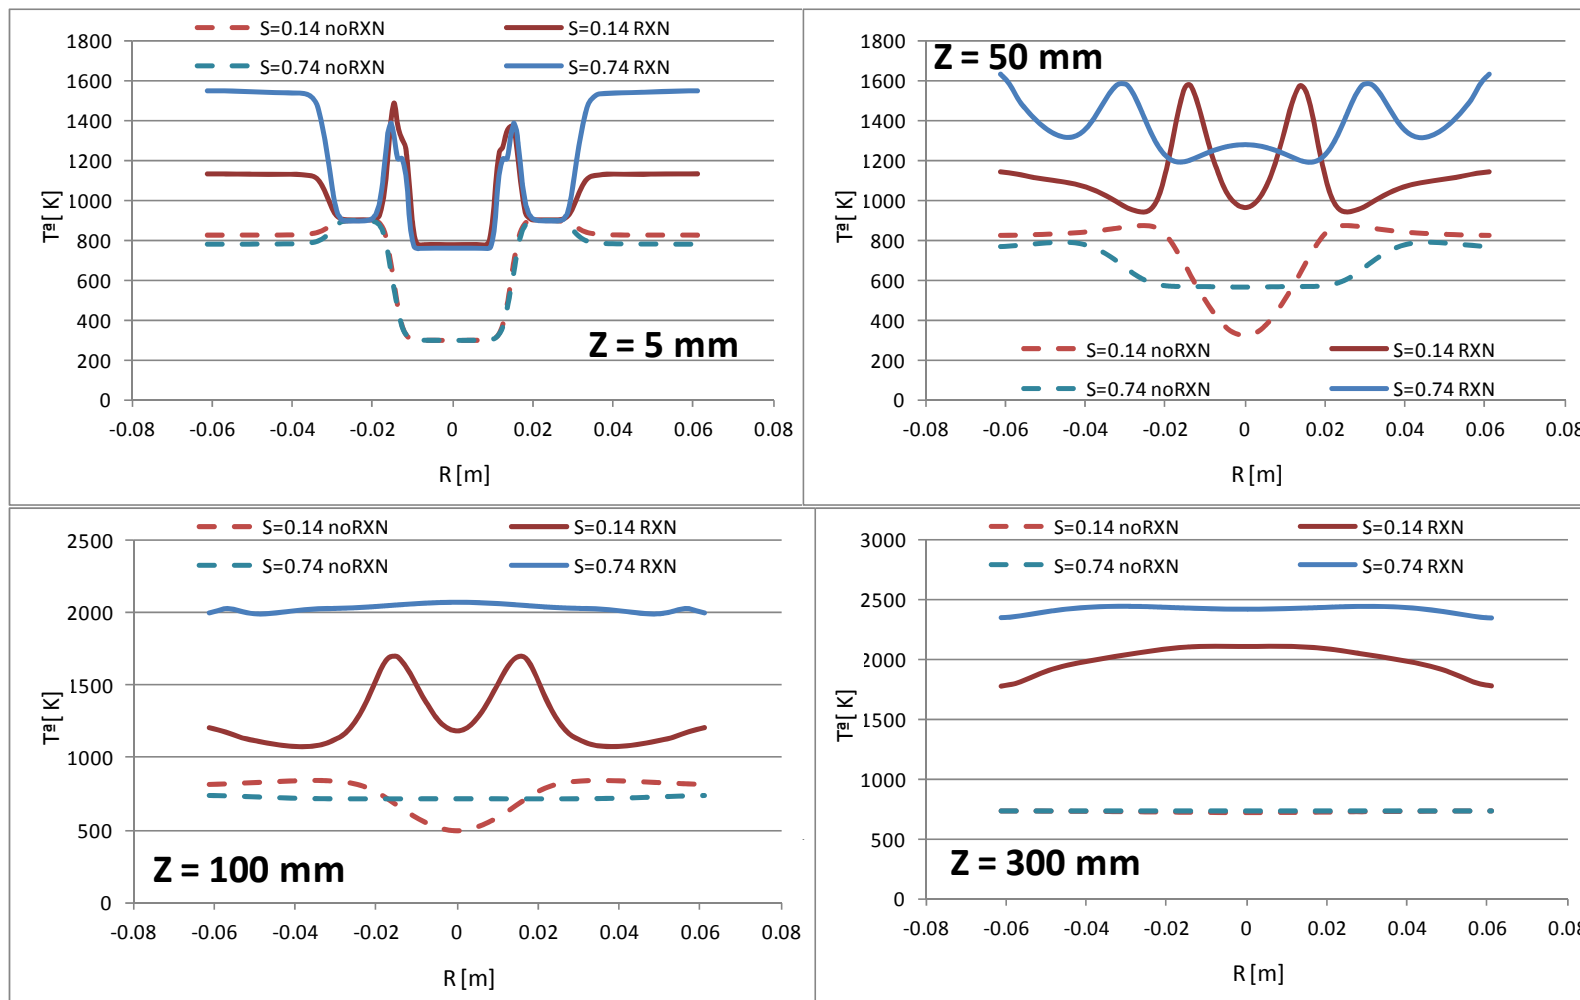 S=0.14 noRXN S=0.14 RXN
S=0.74 noRXN S=0.74 RXN
1800
1600
1400
1200
1000
800
600
400
200
0
Tª[ K]
Z = 5 mm
-0.08 -0.06 -0.04 -0.02 0 0.02 0.04 0.06 0.08
R [m]
Z = 50 mm
1800
1600
1400
1200
1000
800
600
400
200
0
Tª[ K]
S=0.14 noRXN S=0.14 RXN
S=0.74 noRXN S=0.74 RXN
-0.08 -0.06 -0.04 -0.02 0 0.02 0.04 0.06 0.08
R [m]
S=0.14 noRXN S=0.14 RXN
S=0.74 noRXN S=0.74 RXN
2500
2000
1500
1000
500
0
Tª[ K]
Z = 100 mm
-0.08 -0.06 -0.04 -0.02 0 0.02 0.04 0.06 0.08
R [m]
S=0.14 noRXN S=0.14 RXN
S=0.74 noRXN S=0.74 RXN
3000
2500
2000
1500
1000
500
0
Tª[ K]
Z = 300 mm
-0.08 -0.06 -0.04 -0.02 0 0.02 0.04 0.06 0.08
R [m]